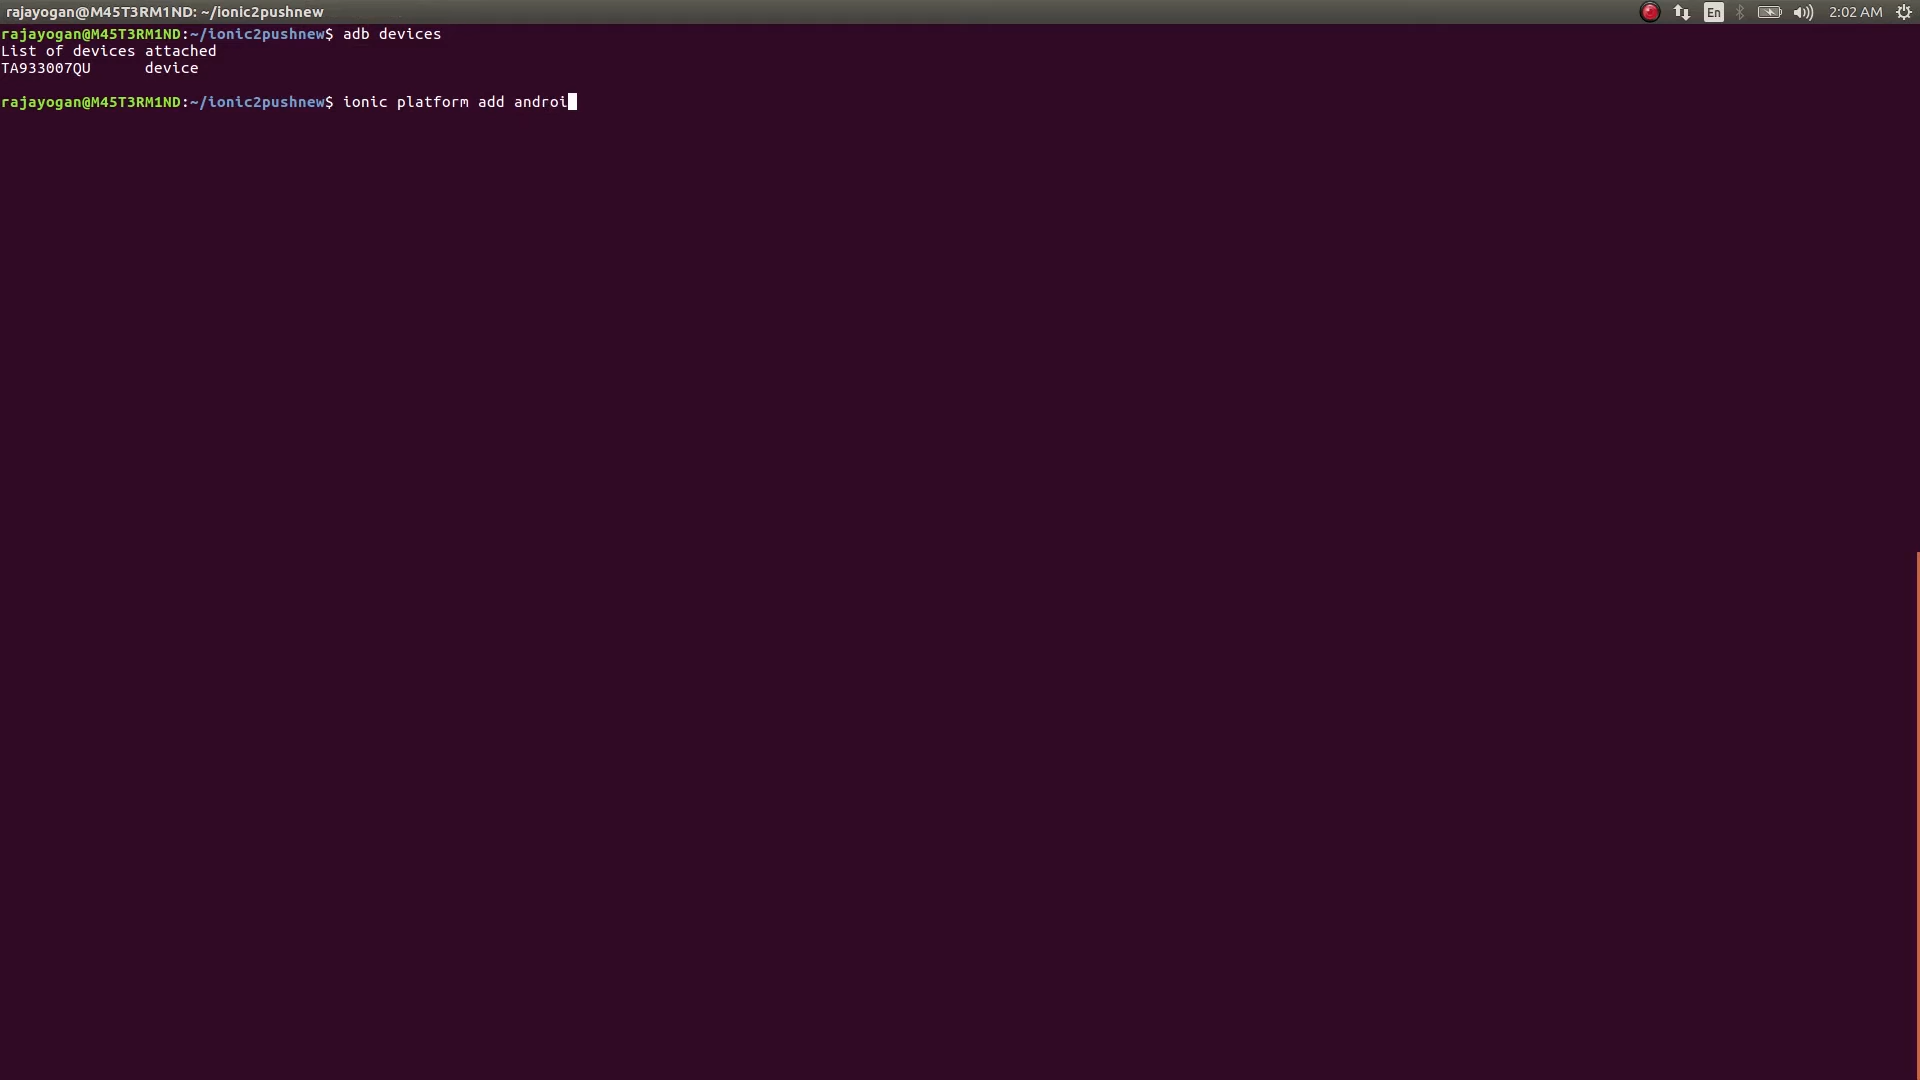 rajayogan@M45T3RM1ND: ~/ionic2pushnew
En
2:02 AM
rajayogan@M45T3RM1ND:~/ionic2pushnew$ adb devices
List of devices attached
TA933007QU      device
rajayogan@M45T3RM1ND:~/ionic2pushnew$ ionic platform add androi